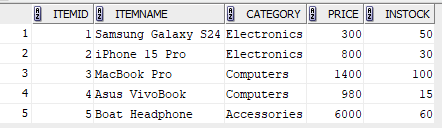 ITEMID ITEMNAME CATEGORY PRICE INSTOCK
1 1 Samsung Galaxy S24 Electronics 300 50
2 2 iPhone 15 Pro Electronics 800 30
3 3 MacBook Pro Computers 1400 100
4 4 Asus VivoBook Computers 980 15
5 5 Boat Headphone Accessories 6000 60